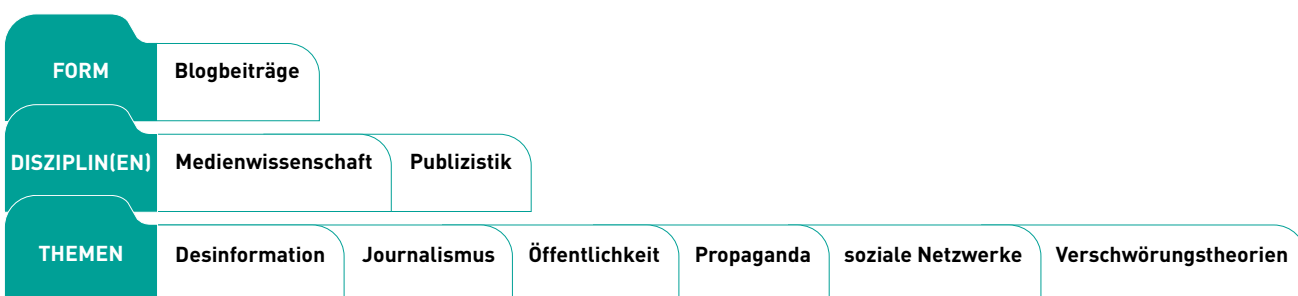 FORM Blogbeiträge
DISZIPLIN(EN) Medienwissenschaft Publizistik
THEMEN Desinformation Journalismus Öffentlichkeit Propaganda soziale Netzwerke Verschwörungstheorien